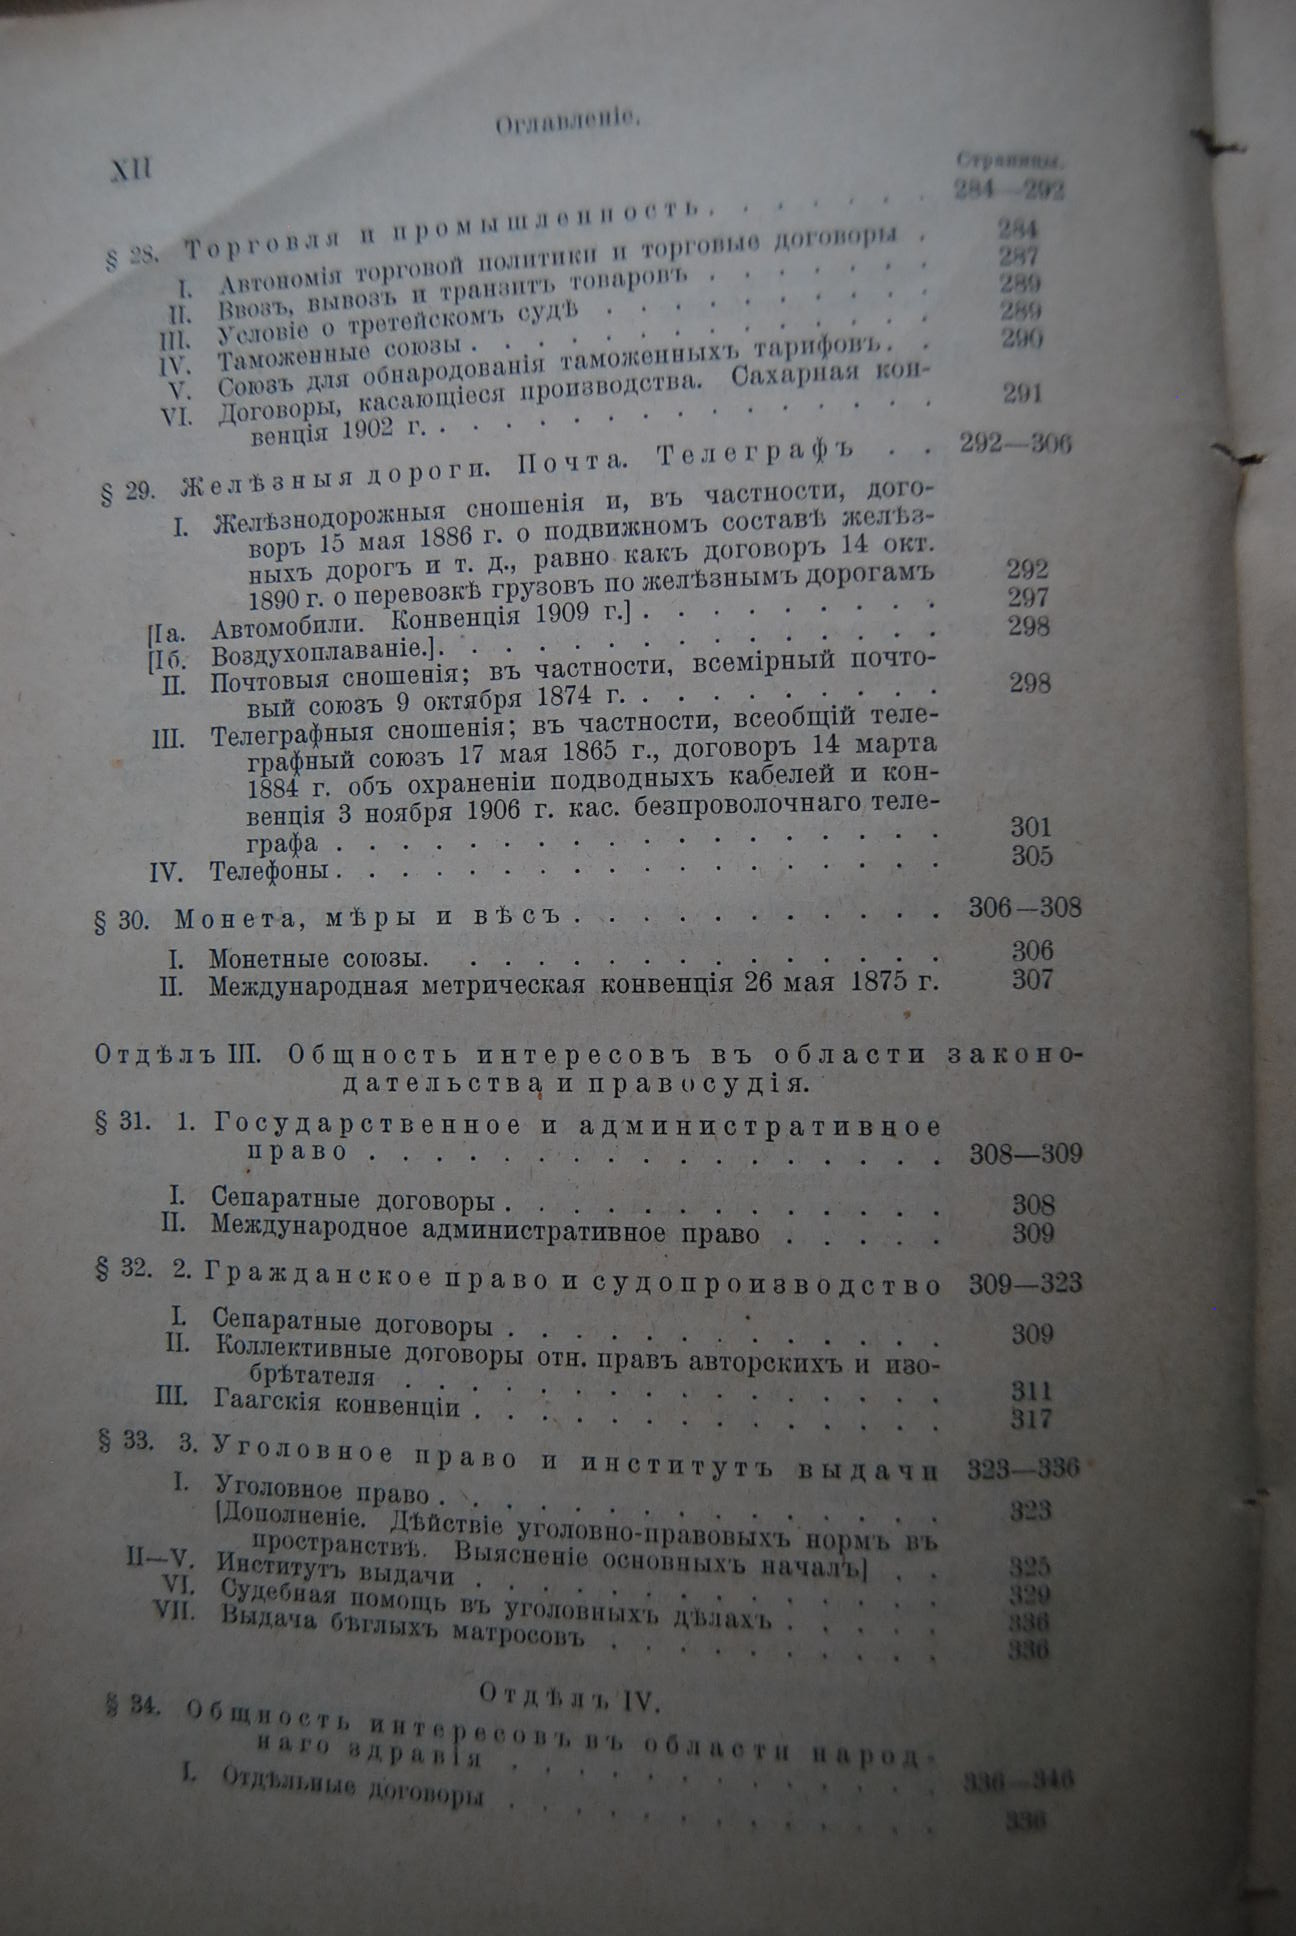 Оглавленіе.
XII
Страницы.
§ 28. Торговля и промышленность. . . . . . . 284—292
I. Автономія торговой политики и торговые договоры . 284
II. Ввозъ, вывозъ и транзитъ товаровъ . . . . . . . 287
III. Условіе о третейскомъ судѣ . . . . . . . . . 289
IV. Таможенные союзы . . . . . . . . . . . . 289
V. Союзъ для обнародованія таможенныхъ тарифовъ. . 290
VI. Договоры, касающіеся производства. Сахарная кон-
венція 1902 г. . . . . . . . . . . . . 291
§ 29. Желѣзныя дороги. Почта. Телеграфъ . . 292—306
I. Желѣзнодорожныя сношенія и, въ частности, дого-
воръ 15 мая 1886 г. о подвижномъ составѣ желѣз-
ныхъ дорогъ и т. д., равно какъ договоръ 14 окт.
1890 г. о перевозкѣ грузовъ по желѣзнымъ дорогамъ 292
[Iа. Автомобили. Конвенція 1909 г.] . . . . . . . . . 297
[Iб. Воздухоплаваніе.]. . . . . . . . . . . . . 298
II. Почтовыя сношенія; въ частности, всемірный почто-
вый союзъ 9 октября 1874 г. . . . . . . . . . 298
III. Телеграфныя сношенія; въ частности, всеобщій теле-
графный союзъ 17 мая 1865 г., договоръ 14 марта
1884 г. объ охраненіи подводныхъ кабелей и кон-
венція 3 ноября 1906 г. кас. безпроволочнаго теле-
графа . . . . . . . . . . . . . . . 301
IV. Телефоны . . . . . . . . . . . . . . . 305
§ 30. Монета, мѣры и вѣсъ . . . . . . . . . . . 306—308
I. Монетные союзы. . . . . . . . . . . . . 306
II. Международная метрическая конвенція 26 мая 1875 г. 307
Отдѣлъ III. Общность интересовъ въ области законо-
дательства и правосудія.
§ 31. 1. Государственное и административное
право . . . . . . . . . . . . . . 308—309
I. Сепаратные договоры . . . . . . . . . . . 308
II. Международное административное право . . . . . 309
§ 32. 2. Гражданское право и судопроизводство 309—323
I. Сепаратные договоры . . . . . . . . . . . 309
II. Коллективные договоры отн. правъ авторскихъ и изо-
брѣтателя . . . . . . . . . . . . . . 311
III. Гаагскія конвенціи . . . . . . . . . . . . 317
§ 33. 3. Уголовное право и институтъ выдачи 323—336
I. Уголовное право . . . . . . . . . . . . . 323
[Дополненіе. Дѣйствіе уголовно-правовыхъ нормъ въ
пространствѣ. Выясненіе основныхъ началъ] . . 325
II—V. Институтъ выдачи . . . . . . . . . . . . 329
VI. Судебная помощь въ уголовныхъ дѣлахъ . . . . . 336
VII. Выдача бѣглыхъ матросовъ . . . . . . . . . . 336
Отдѣлъ IV.
§ 34. Общность интересовъ въ области народ-
наго здравія . . . . . . . . . . . 336—346
I. Отдѣльные договоры . . . . . . . . . . . 336